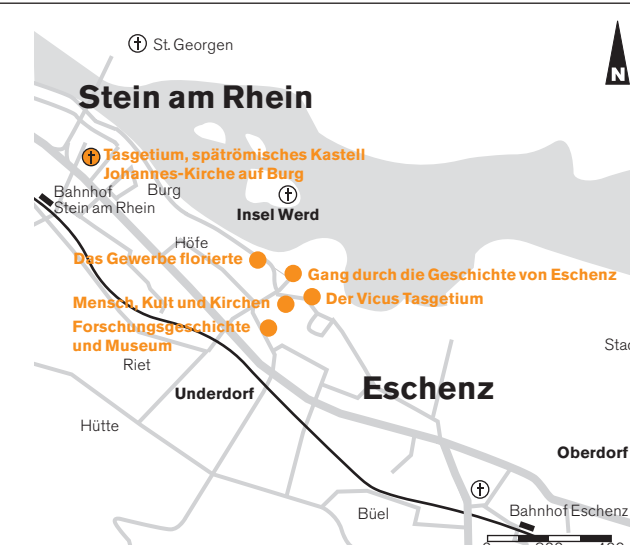 St. Georgen
N
Stein am Rhein
Tasgetium, spätrömisches Kastell
Johannes-Kirche auf Burg
Bahnhof
Stein am Rhein
Burg
Insel Werd
Höfe
Das Gewerbe florierte
Gang durch die Geschichte von Eschenz
Mensch, Kult und Kirchen
Der Vicus Tasgetium
Forschungsgeschichte
und Museum
Riet
Underdorf
Eschenz
Hütte
Oberdorf
Büel
Bahnhof Eschenz